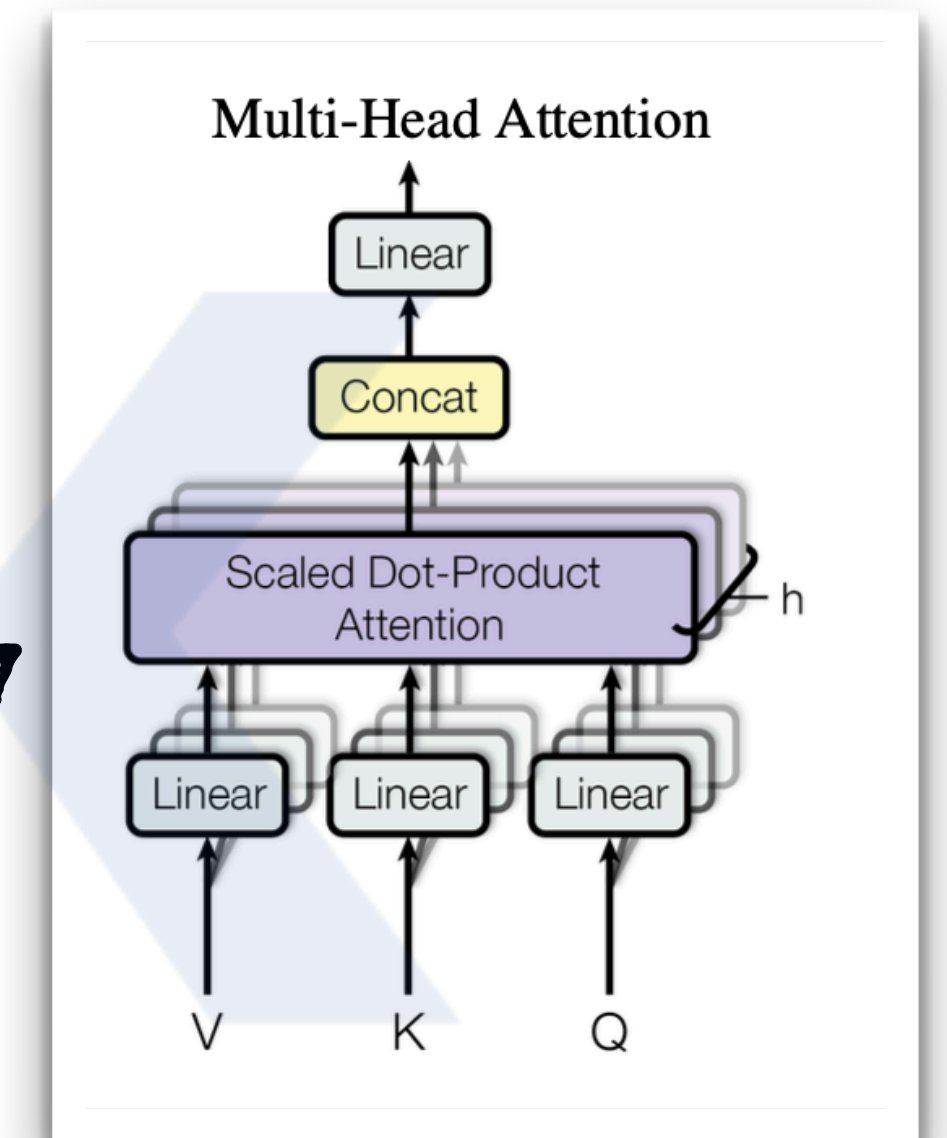 Multi-Head Attention
Linear
Concat
Scaled Dot-Product
Attention
h
Linear
Linear
Linear
V
K
Q